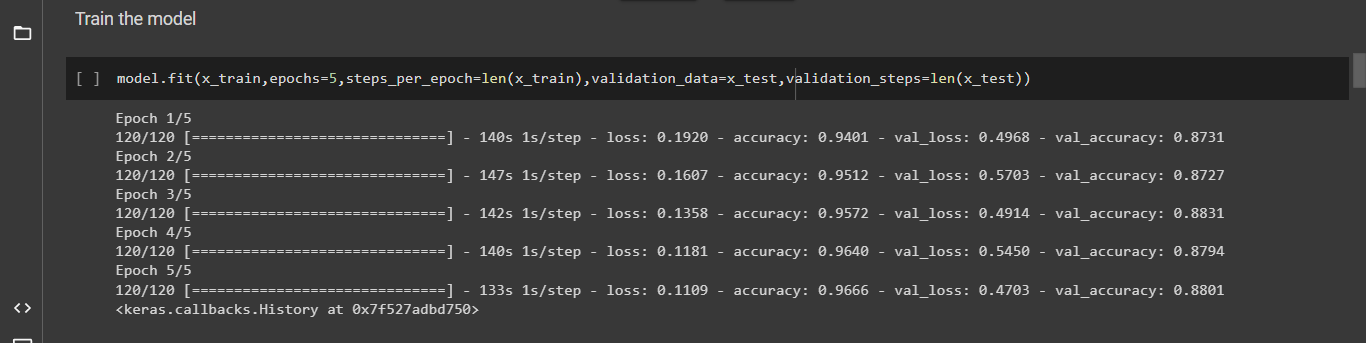 Train the model
[ ] model.fit(x_train,epochs=5,steps_per_epoch=len(x_train),validation_data=x_test,validation_steps=len(x_test))
Epoch 1/5
120/120 [==============================] - 140s 1s/step - loss: 0.1920 - accuracy: 0.9401 - val_loss: 0.4968 - val_accuracy: 0.8731
Epoch 2/5
120/120 [==============================] - 147s 1s/step - loss: 0.1607 - accuracy: 0.9512 - val_loss: 0.5703 - val_accuracy: 0.8727
Epoch 3/5
120/120 [==============================] - 142s 1s/step - loss: 0.1358 - accuracy: 0.9572 - val_loss: 0.4914 - val_accuracy: 0.8831
Epoch 4/5
120/120 [==============================] - 140s 1s/step - loss: 0.1181 - accuracy: 0.9640 - val_loss: 0.5450 - val_accuracy: 0.8794
Epoch 5/5
120/120 [==============================] - 133s 1s/step - loss: 0.1109 - accuracy: 0.9666 - val_loss: 0.4703 - val_accuracy: 0.8801
<keras.callbacks.History at 0x7f527adbd750>